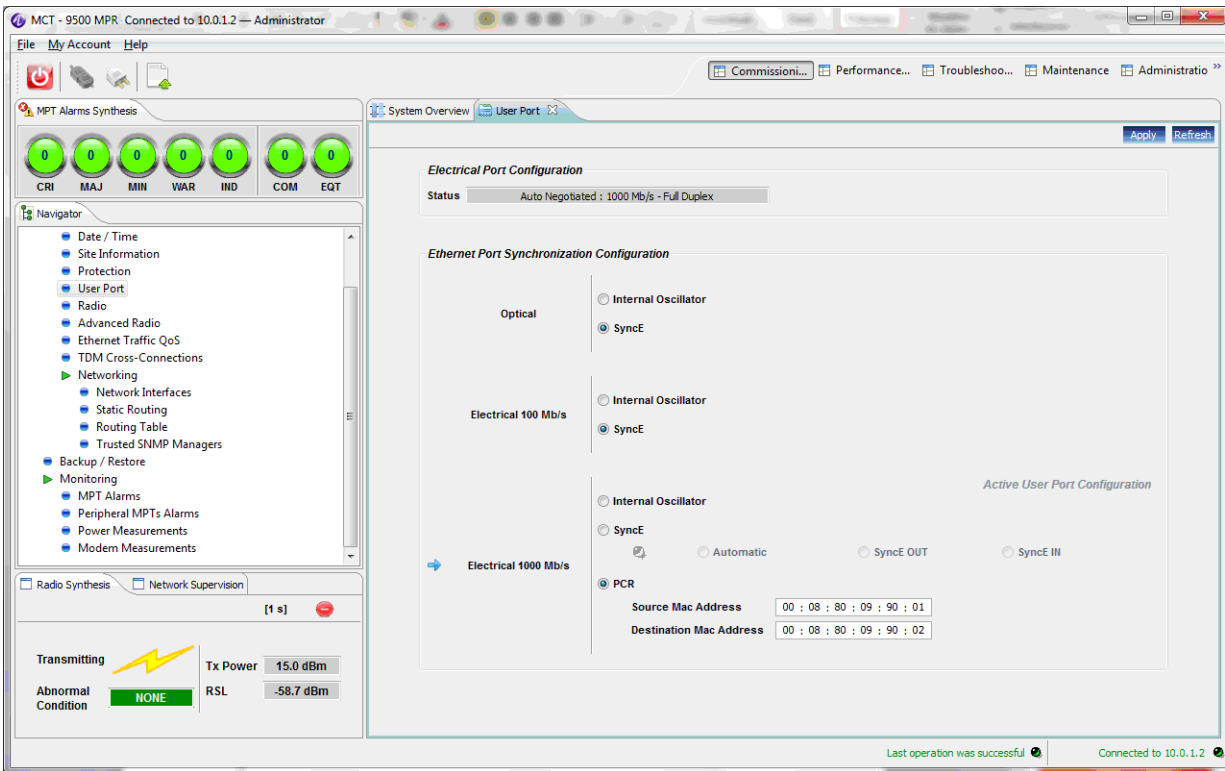 MCT - 9500 MPR Connected to 10.0.1.2 — Administrator
File My Account Help
Commissioni... Performance... Troubleshoo... Maintenance Administratio »
MPT Alarms Synthesis
0 0 0 0 0 0 0
CRI MAJ MIN WAR IND COM EQT
Navigator
Date / Time
Site Information
Protection
User Port
Radio
Advanced Radio
Ethernet Traffic QoS
TDM Cross-Connections
Networking
Network Interfaces
Static Routing
Routing Table
Trusted SNMP Managers
Backup / Restore
Monitoring
MPT Alarms
Peripheral MPTs Alarms
Power Measurements
Modem Measurements
Radio Synthesis Network Supervision
[1 s]
Transmitting
Tx Power 15.0 dBm
Abnormal Condition NONE
RSL -58.7 dBm
System Overview User Port
Apply Refresh
Electrical Port Configuration
Status Auto Negotiated : 1000 Mb/s - Full Duplex
Ethernet Port Synchronization Configuration
Optical
Internal Oscillator
SyncE
Electrical 100 Mb/s
Internal Oscillator
SyncE
Active User Port Configuration
Electrical 1000 Mb/s
Internal Oscillator
SyncE
Automatic SyncE OUT SyncE IN
PCR
Source Mac Address 00 : 08 : 80 : 09 : 90 : 01
Destination Mac Address 00 : 08 : 80 : 09 : 90 : 02
Last operation was successful Connected to 10.0.1.2